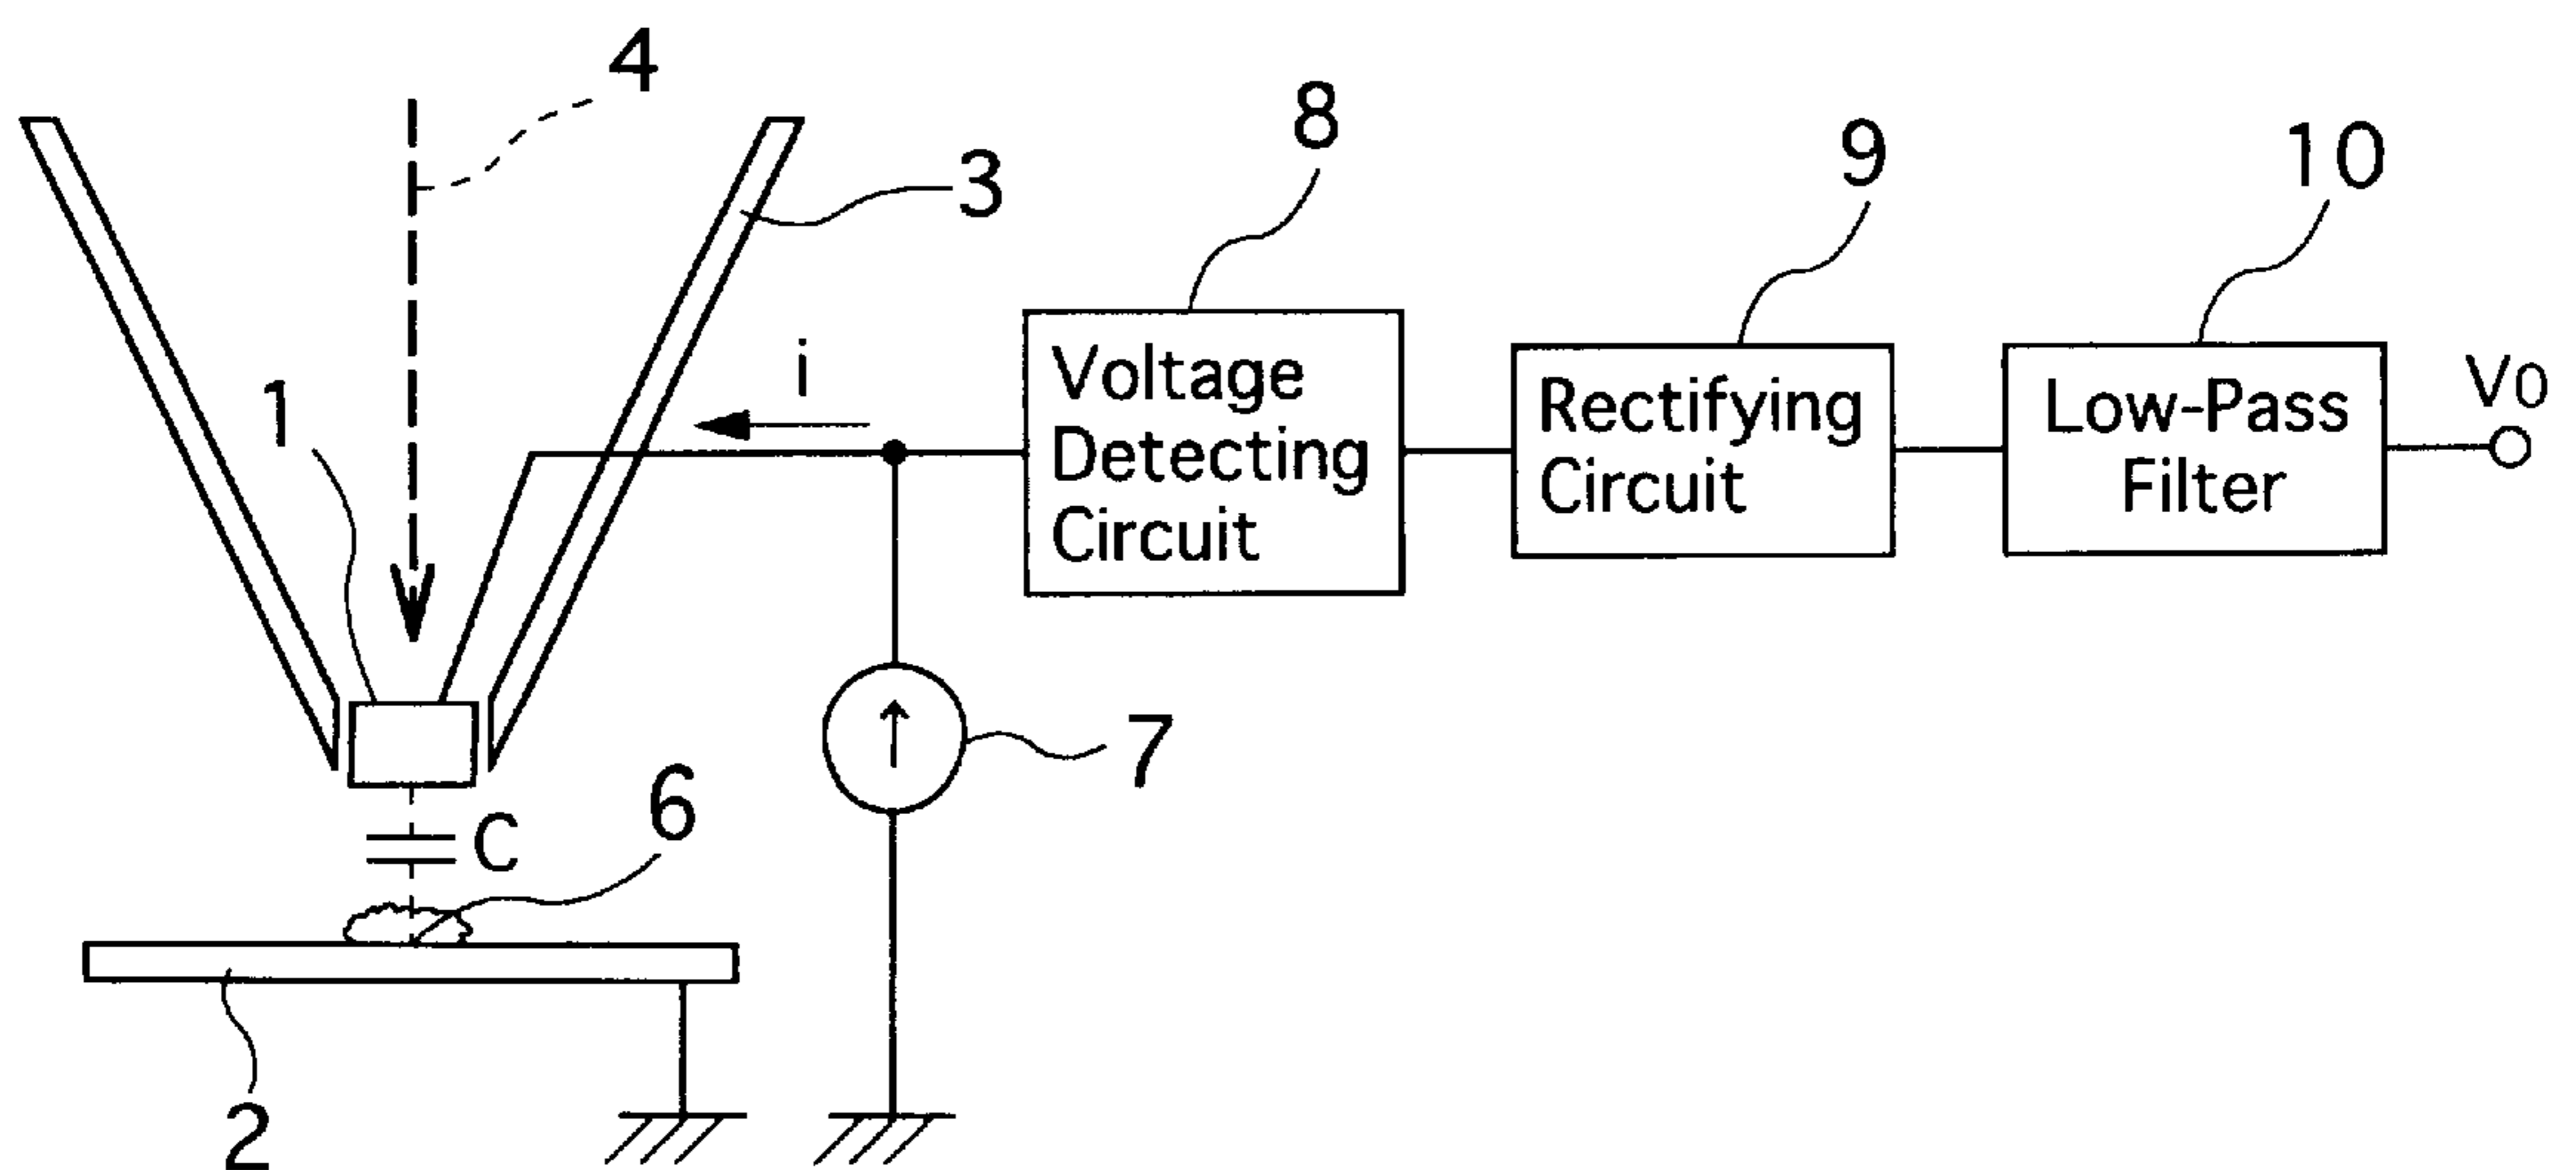 4
8
9
10
3
i
1
Voltage
Detecting
Circuit
Rectifying
Circuit
Low-Pass
Filter
V0
7
6
C
2